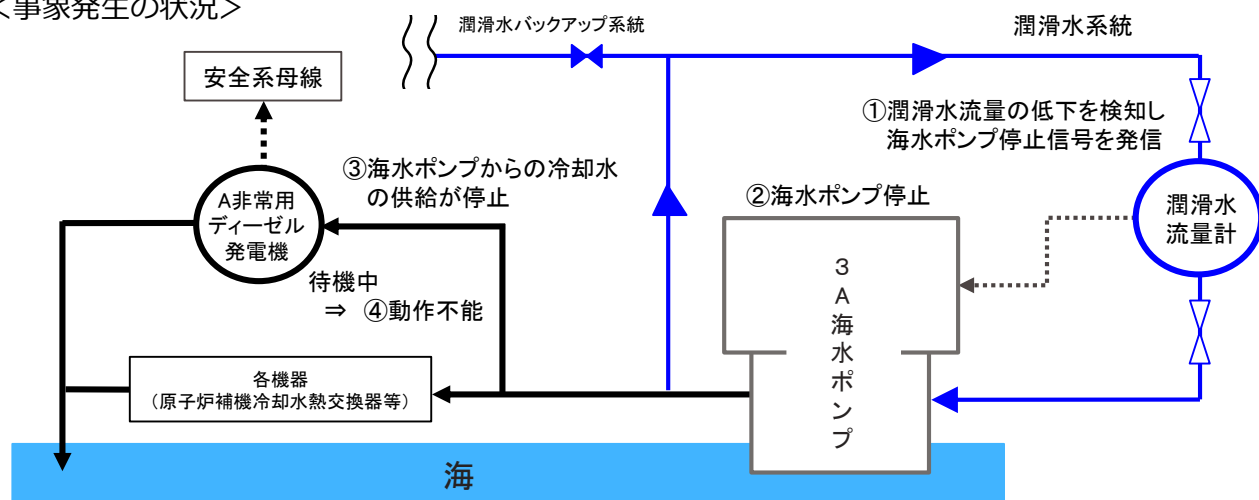 ＜事象発生の状況＞
潤滑水バックアップ系統
潤滑水系統
安全系母線
①潤滑水流量の低下を検知し
海水ポンプ停止信号を発信
③海水ポンプからの冷却水
の供給が停止
②海水ポンプ停止
A非常用
ディーゼル
発電機
潤滑水
流量計
３Ａ海水ポンプ
待機中
⇒ ④動作不能
各機器
（原子炉補機冷却水熱交換器等）
海